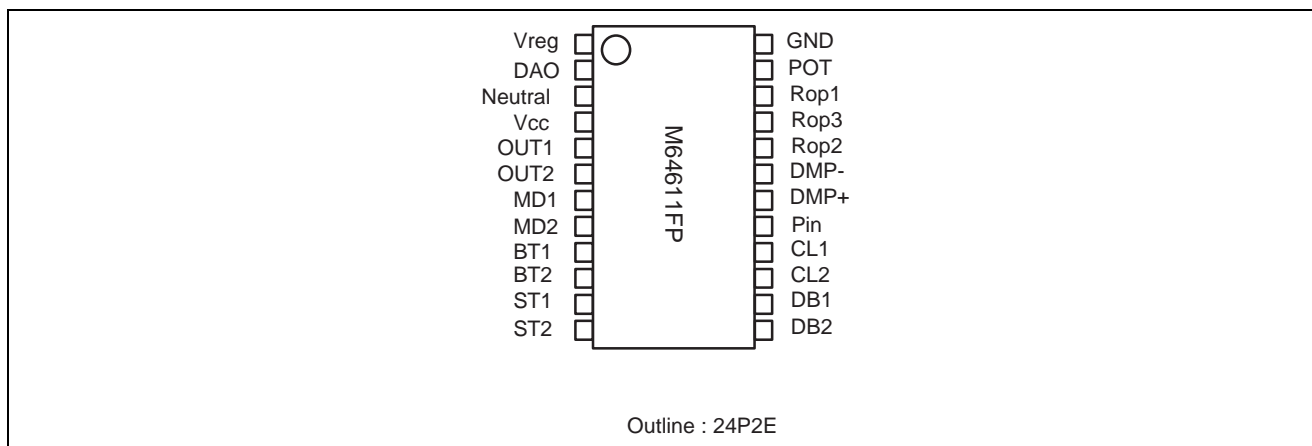 Vreg
DAO
Neutral
Vcc
OUT1
OUT2
MD1
MD2
BT1
BT2
ST1
ST2
M64611FP
GND
POT
Rop1
Rop3
Rop2
DMP-
DMP+
Pin
CL1
CL2
DB1
DB2
Outline : 24P2E